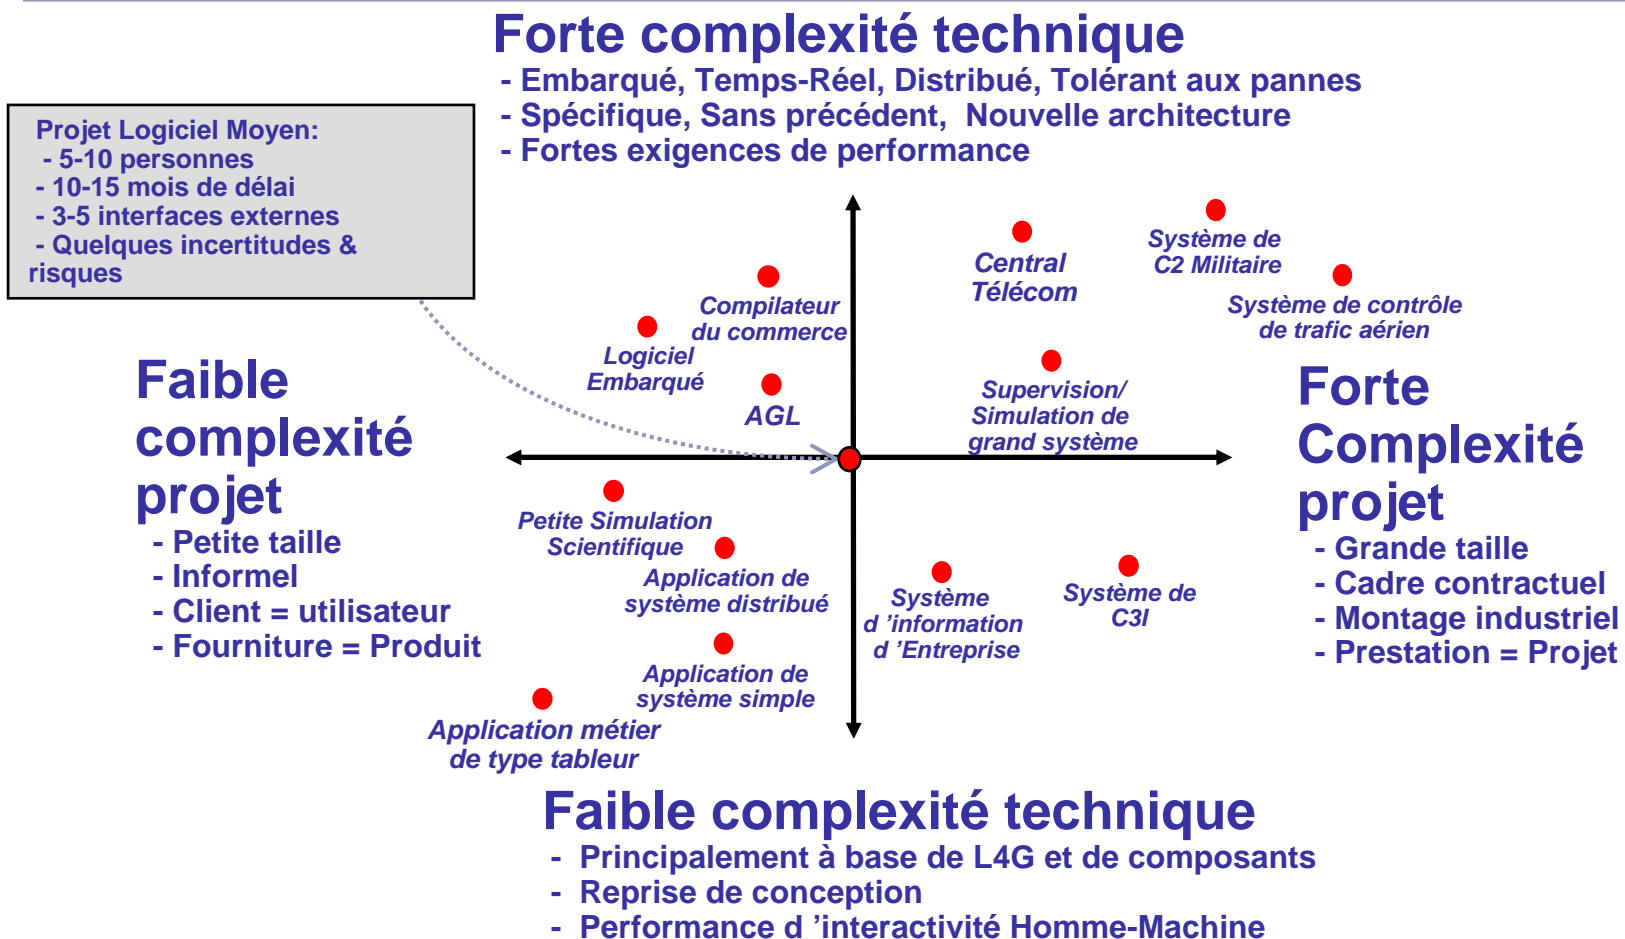 Forte complexité technique
- Embarqué, Temps-Réel, Distribué, Tolérant aux pannes
- Spécifique, Sans précédent, Nouvelle architecture
- Fortes exigences de performance
Projet Logiciel Moyen:
- 5-10 personnes
- 10-15 mois de délai
- 3-5 interfaces externes
- Quelques incertitudes &
risques
Système de
C2 Militaire
Central
Télécom
Système de contrôle
de trafic aérien
Compilateur
du commerce
Logiciel
Embarqué
AGL
Supervision/
Simulation de
grand système
Faible
complexité
projet
- Petite taille
- Informel
- Client = utilisateur
- Fourniture = Produit
Forte
Complexité
projet
- Grande taille
- Cadre contractuel
- Montage industriel
- Prestation = Projet
Petite Simulation
Scientifique
Application de
système distribué
Système
d ’information
d ’Entreprise
Système de
C3I
Application de
système simple
Application métier
de type tableur
Faible complexité technique
- Principalement à base de L4G et de composants
- Reprise de conception
- Performance d ’interactivité Homme-Machine